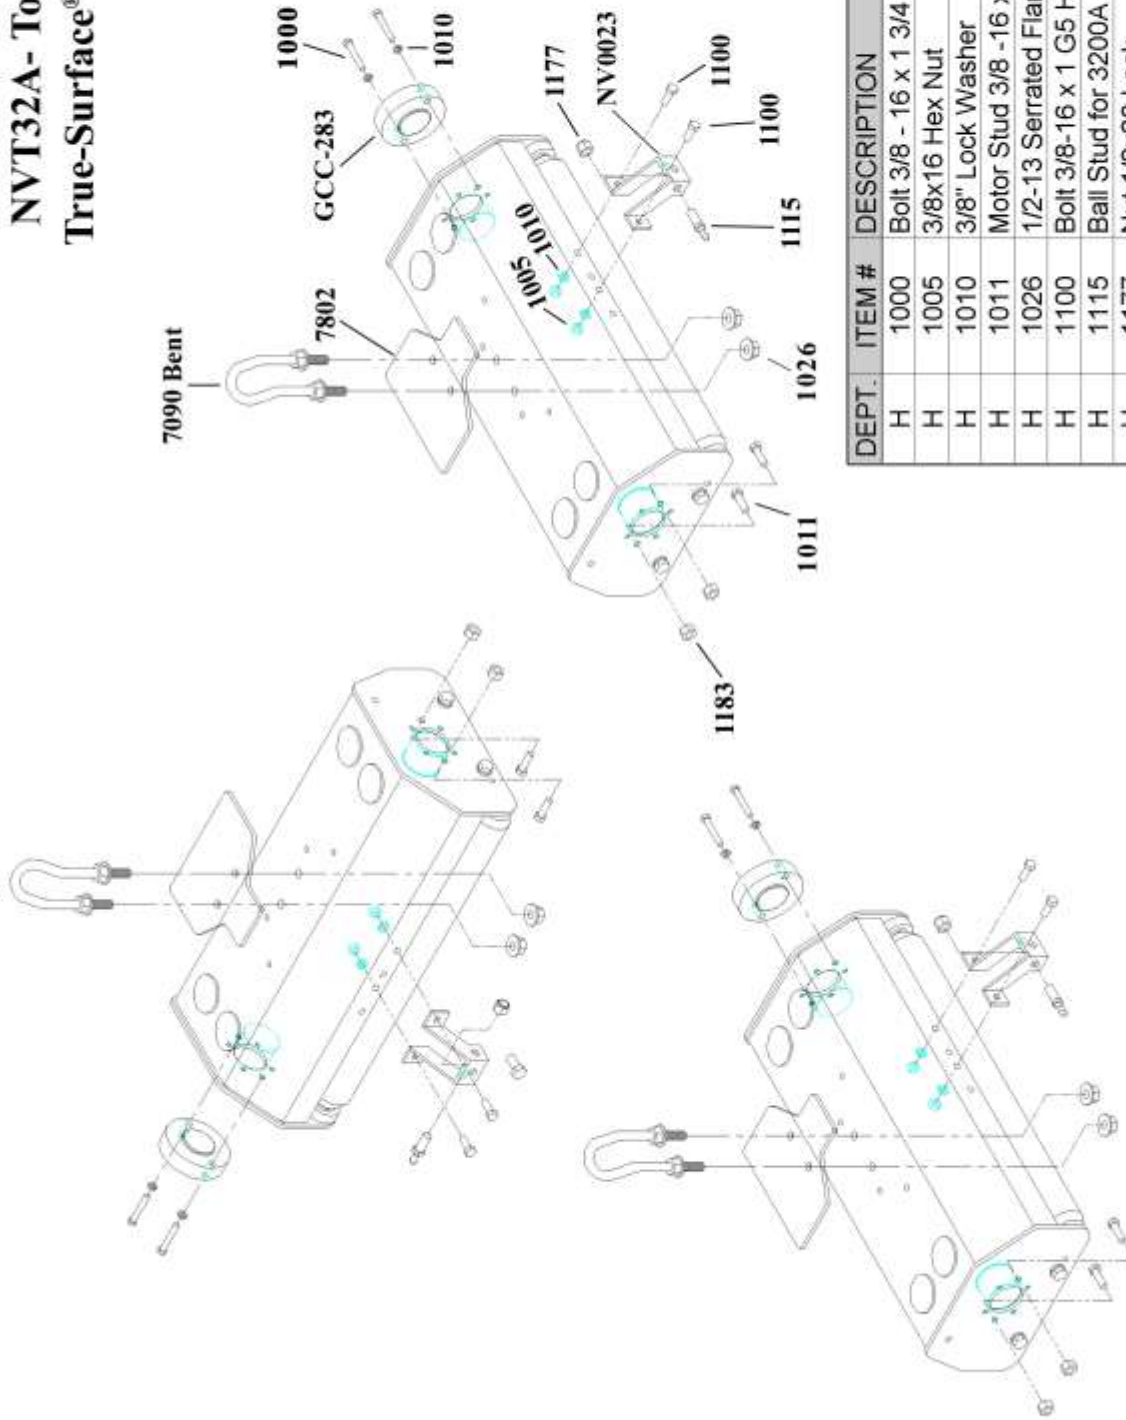 NVT32A- To
True-Surface®
1000
1010
GCC-283
1177
NV0023
1100
1100
1115
7090 Bent
7802
1005
1010
1026
1011
1183
DEPT. ITEM # DESCRIPTION
H 1000 Bolt 3/8 - 16 x 1 3/4
H 1005 3/8x16 Hex Nut
H 1010 3/8" Lock Washer
H 1011 Motor Stud 3/8 -16 x
H 1026 1/2-13 Serrated Flan
H 1100 Bolt 3/8-16 x 1 G5 H
H 1115 Ball Stud for 3200A
H 1177